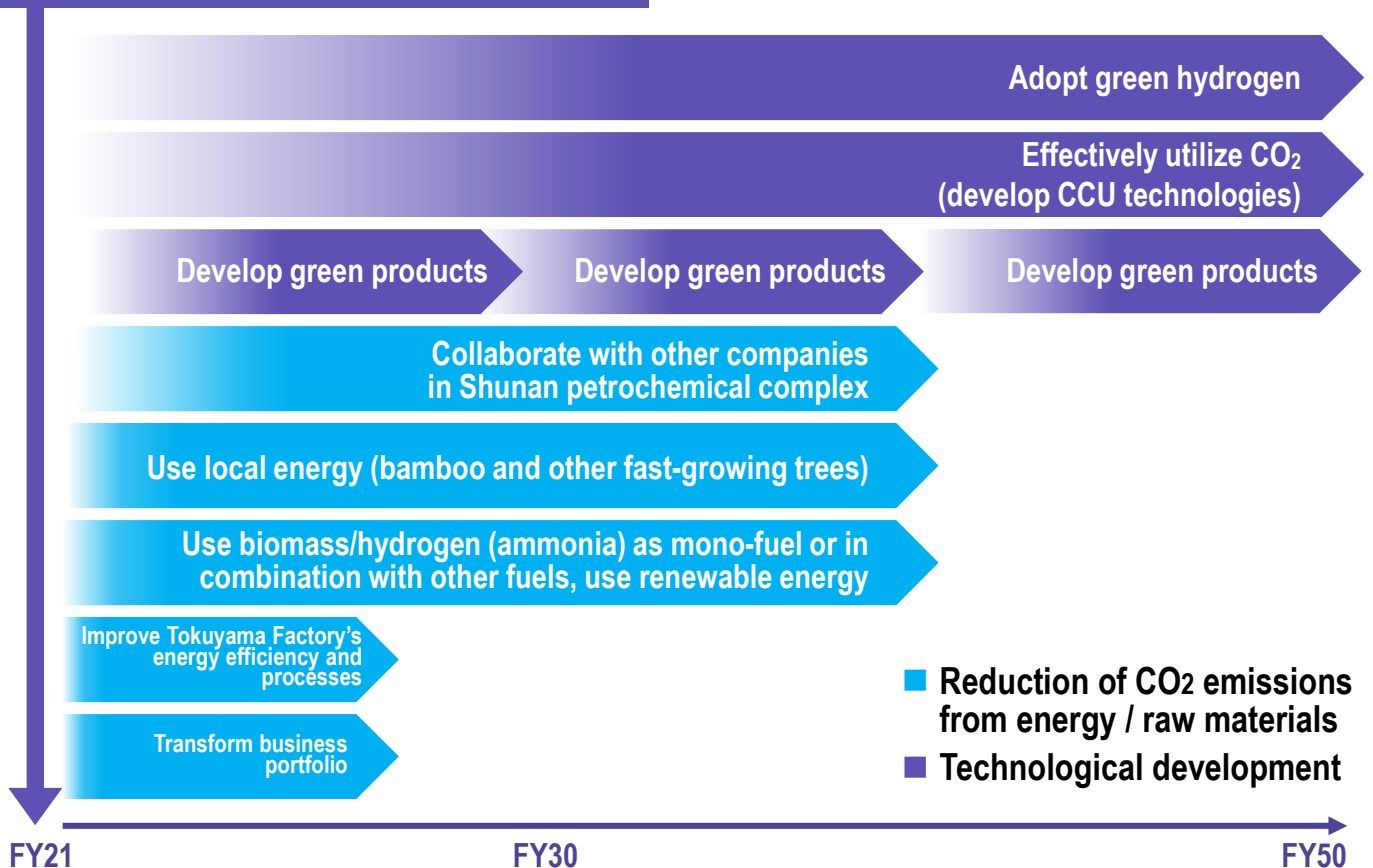 Adopt green hydrogen
Effectively utilize CO₂
(develop CCU technologies)
Develop green products
Develop green products
Develop green products
Collaborate with other companies
in Shunan petrochemical complex
Use local energy (bamboo and other fast-growing trees)
Use biomass/hydrogen (ammonia) as mono-fuel or in
combination with other fuels, use renewable energy
Improve Tokuyama Factory's
energy efficiency and
processes
Transform business
portfolio
Reduction of CO2 emissions
from energy / raw materials
Technological development
FY21
FY30
FY50